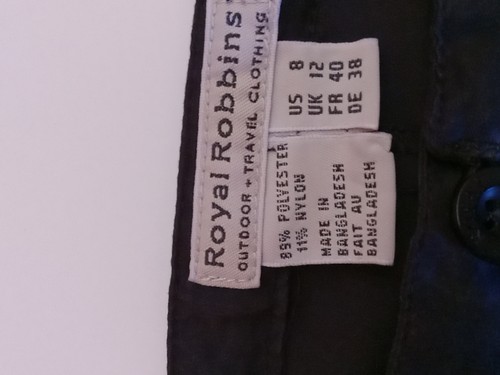 Royal Robbins
OUTDOOR + TRAVEL CLOTHING
US 8
UK 12
FR 40
DE 38
89% POLYESTER
11% NYLON
MADE IN
BANGLADESH
FAIT AU
BANGLADESH